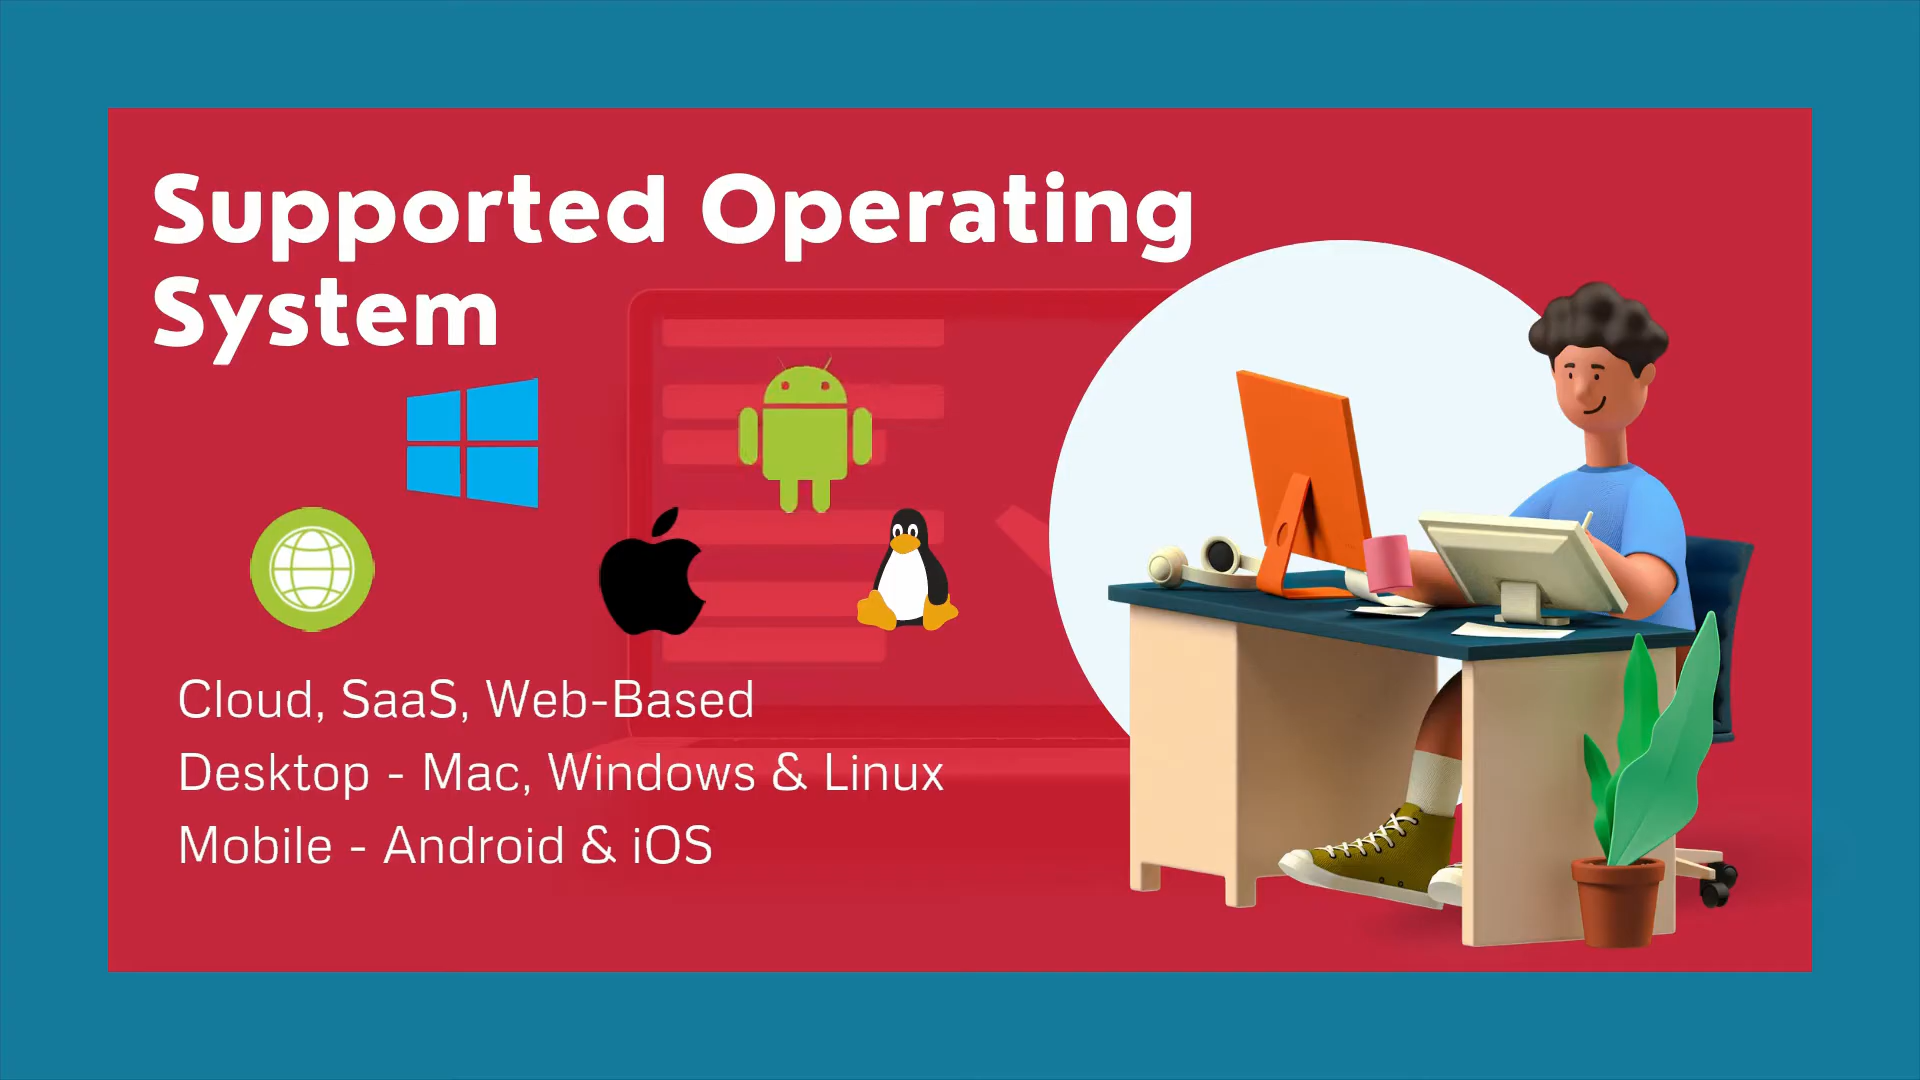 Supported Operating
System
Cloud, SaaS, Web-Based
Desktop - Mac, Windows & Linux
Mobile - Android & iOS